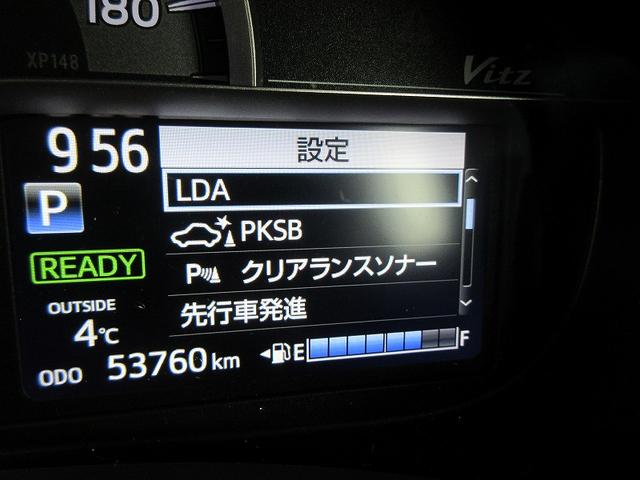 180
XP148
Vitz
9 56
設定
LDA
P
PKSB
READY
P クリアランスソナー
OUTSIDE
先行車発進
4℃
ODO 53760 km
E F